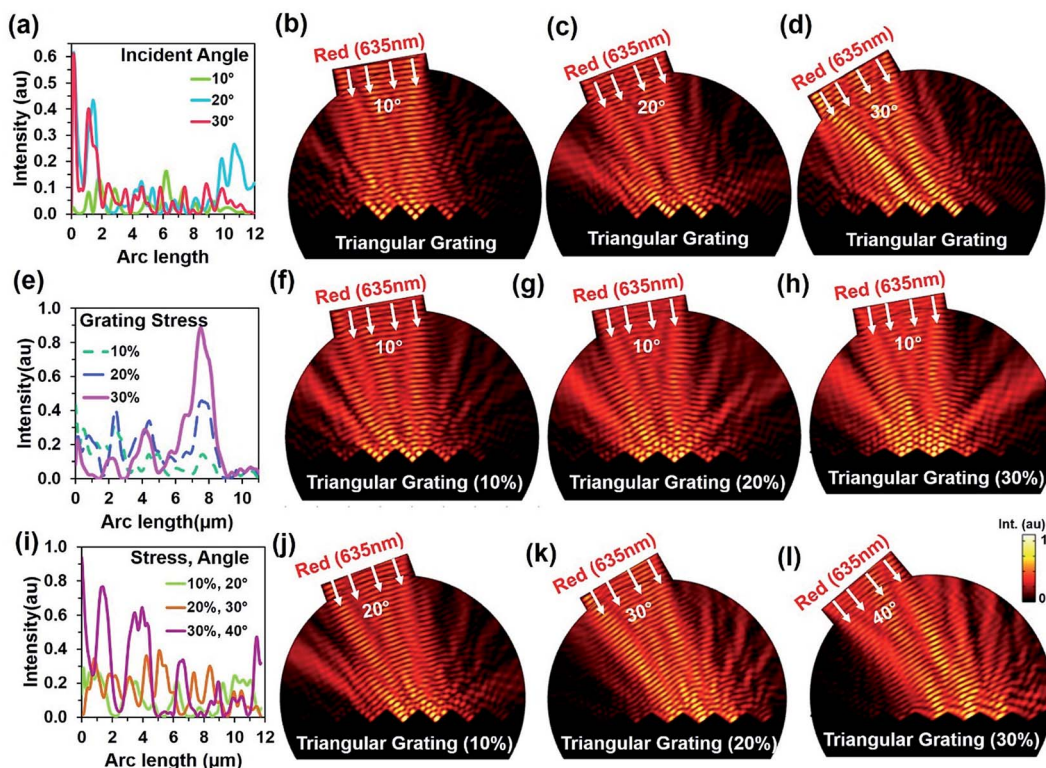 (a)
Incident Angle
10°
20°
30°
Intensity (au)
0.6
0.5
0.4
0.3
0.2
0.1
0.0
0 2 4 6 8 10 12
Arc length
(b)
Red (635nm)
10°
Triangular Grating
(c)
Red (635nm)
20°
Triangular Grating
(d)
Red (635nm)
30°
Triangular Grating
(e)
Grating Stress
10%
20%
30%
Intensity(au)
1.0
0.8
0.6
0.4
0.2
0.0
0 2 4 6 8 10
Arc length(µm)
(f)
Red (635nm)
10°
Triangular Grating (10%)
(g)
Red (635nm)
10°
Triangular Grating (20%)
(h)
Red (635nm)
10°
Triangular Grating (30%)
(i)
Stress, Angle
10%, 20°
20%, 30°
30%, 40°
Intensity(au)
1.0
0.8
0.6
0.4
0.2
0.0
0 2 4 6 8 10 12
Arc length (µm)
(j)
Red (635nm)
20°
Triangular Grating (10%)
(k)
Red (635nm)
30°
Triangular Grating (20%)
Int. (au)
1
0
(l)
Red (635nm)
40°
Triangular Grating (30%)